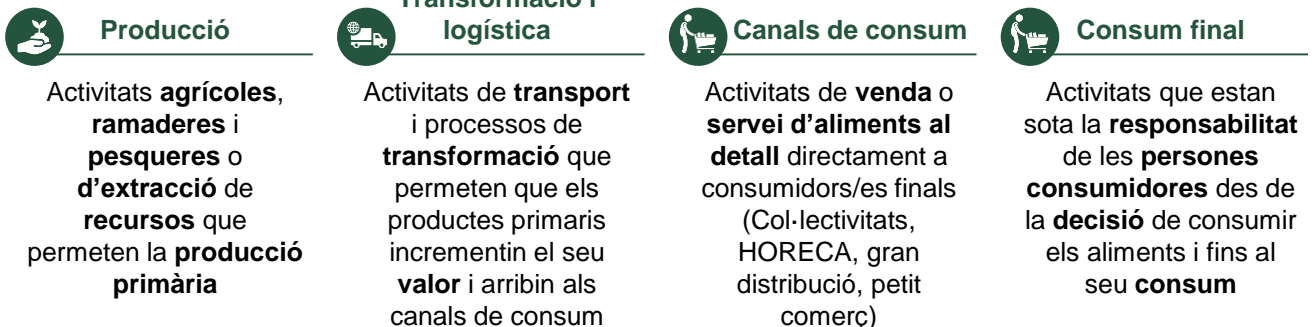 Producció
Activitats agrícoles,
ramaderes i
pesqueres o
d’extracció de
recursos que
permeten la producció
primària
Transformació i
logística
Activitats de transport
i processos de
transformació que
permeten que els
productes primaris
incrementin el seu
valor i arribin als
canals de consum
Canals de consum
Activitats de venda o
servei d’aliments al
detall directament a
consumidors/es finals
(Col·lectivitats,
HORECA, gran
distribució, petit
comerç)
Consum final
Activitats que estan
sota la responsabilitat
de les persones
consumidores des de
la decisió de consumir
els aliments i fins al
seu consum